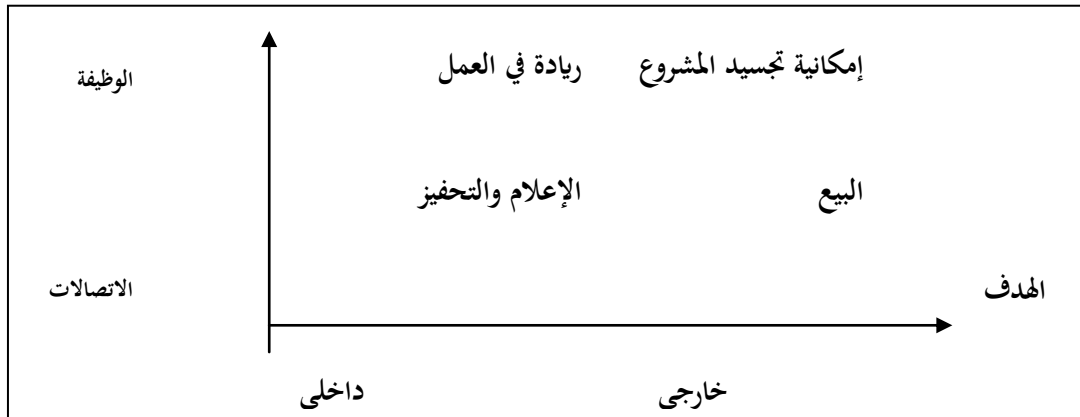 إمكانية تجسيد المشروع ريادة في العمل الوظيفة
البيع الإعلام والتحفيز
الهدف الاتصالات
خارجي داخلي